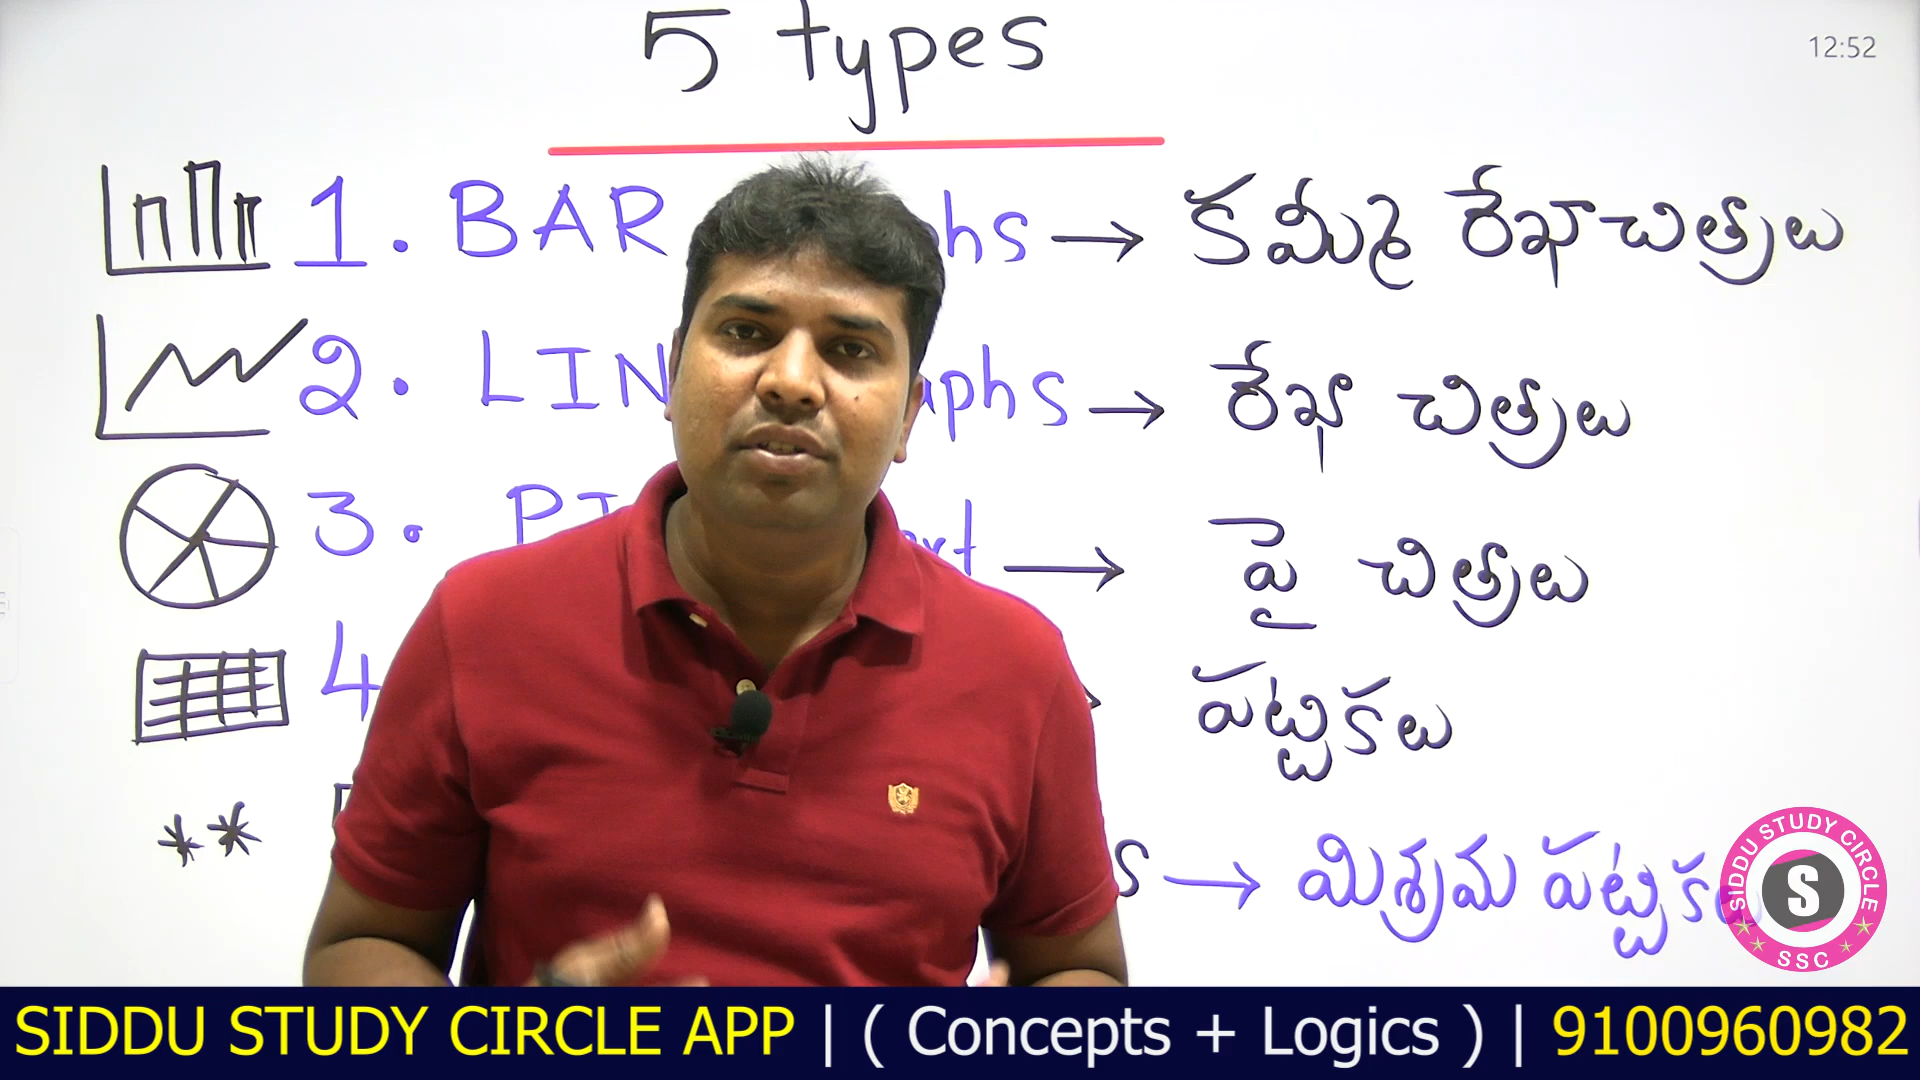 5 types
12:52
1. BAR hs → కమ్మీ రేఖాచిత్రాలు
2. LIN phs → రేఖా చిత్రాలు
3. → పై చిత్రాలు
4 పట్టికలు
** s → మిశ్రమ పట్టికలు
SIDDU STUDY CIRCLE
S
SSC
SIDDU STUDY CIRCLE APP | ( Concepts + Logics ) | 9100960982